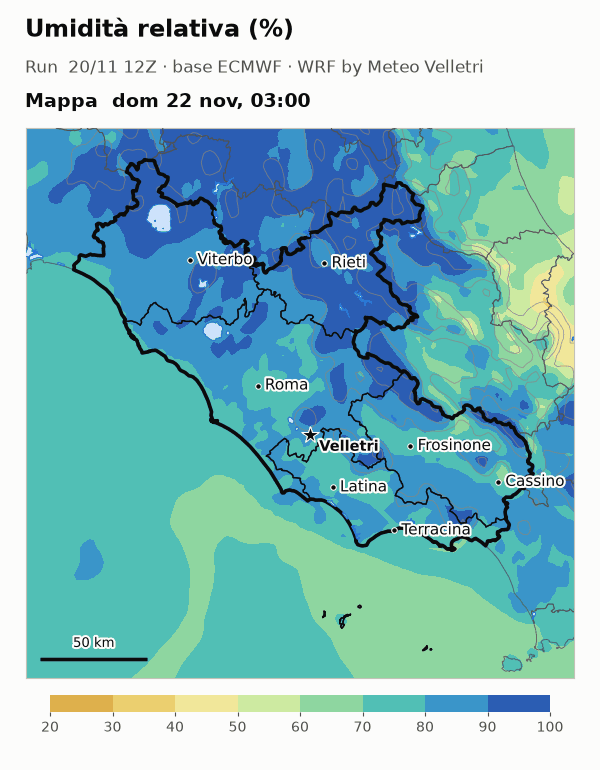 Umidità relativa (%)
Run  20/11 12Z · base ECMWF · WRF by Meteo Velletri
Mappa  dom 22 nov, 03:00
Viterbo
Rieti
Roma
Velletri
Frosinone
Latina
Cassino
Terracina
50 km
20 30 40 50 60 70 80 90 100